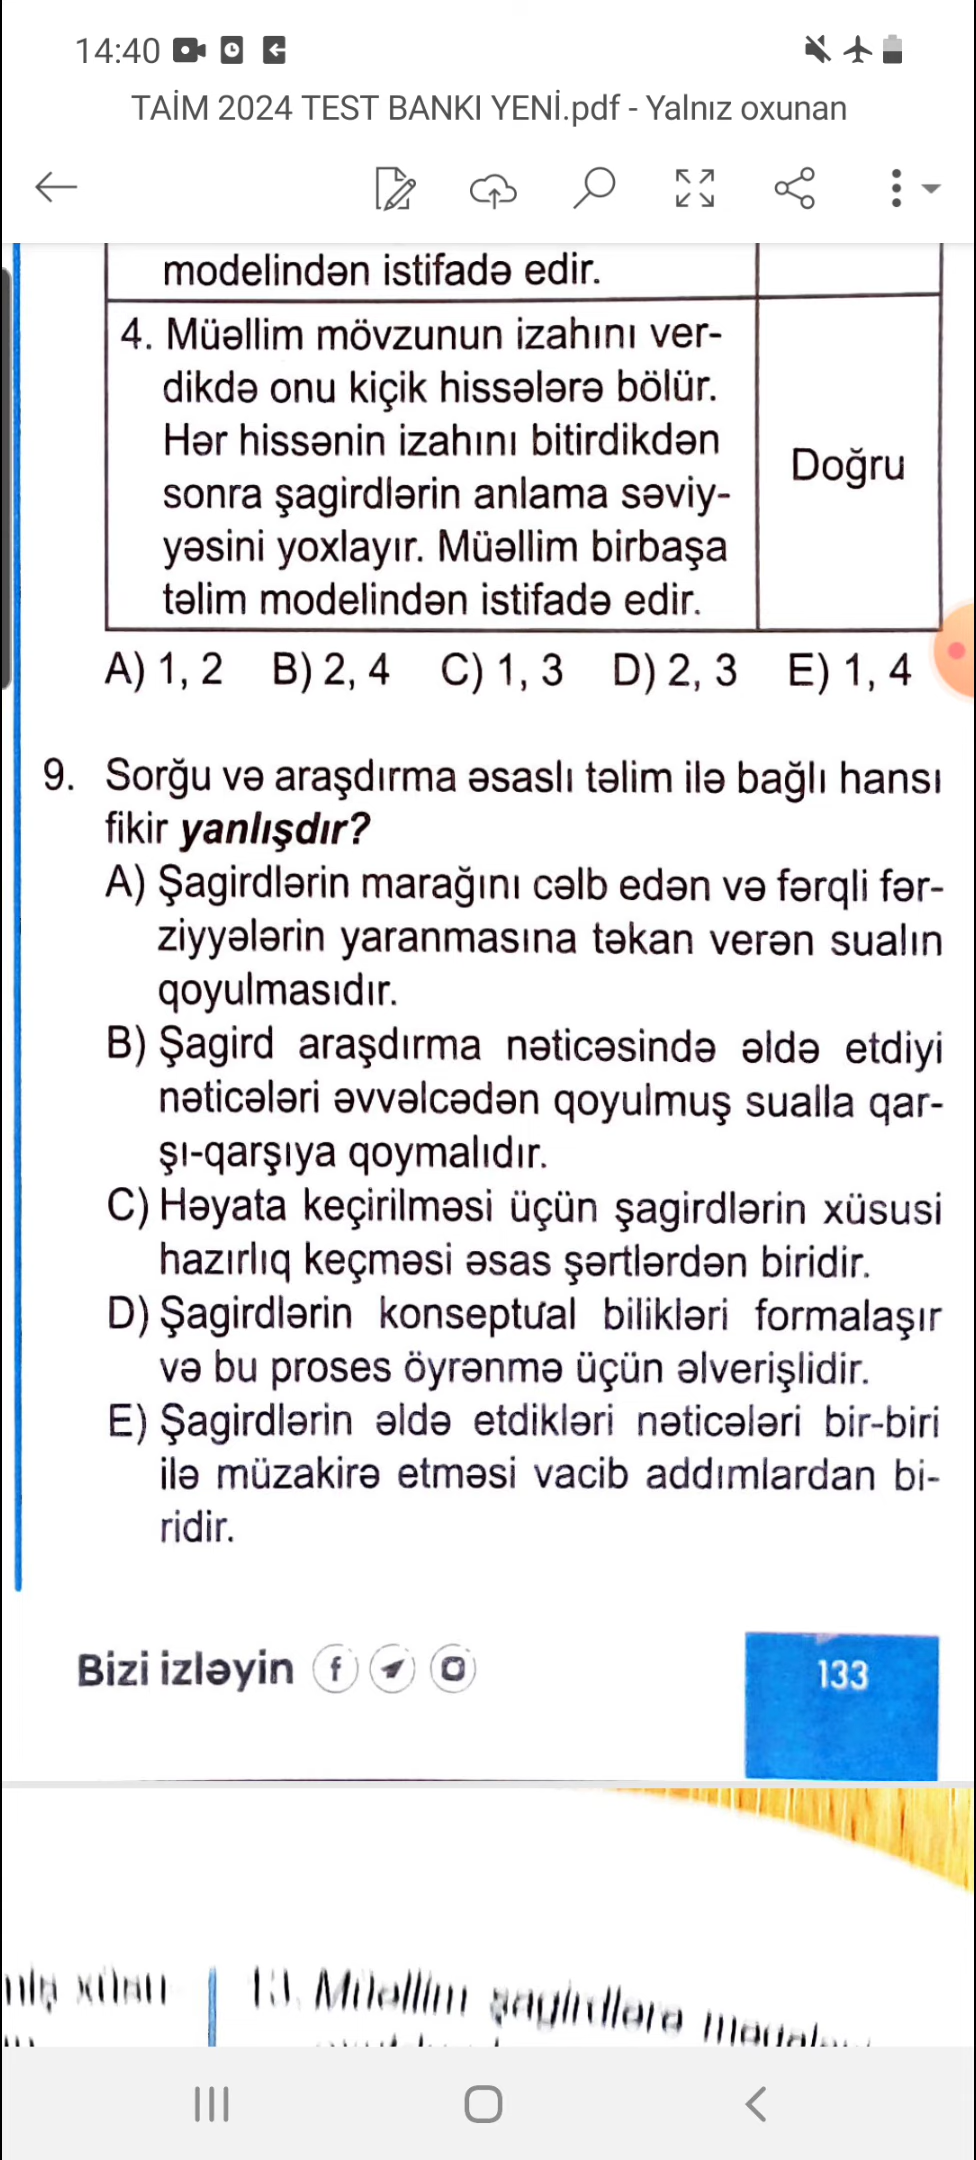 14:40
TAİM 2024 TEST BANKI YENİ.pdf - Yalnız oxunan
modelindən istifadə edir.
4. Müəllim mövzunun izahını ver-
dikdə onu kiçik hissələrə bölür.
Hər hissənin izahını bitirdikdən
sonra şagirdlərin anlama səviy-
yəsini yoxlayır. Müəllim birbaşa
təlim modelindən istifadə edir.
Doğru
A) 1, 2 B) 2, 4 C) 1, 3 D) 2, 3 E) 1, 4
9. Sorğu və araşdırma əsaslı təlim ilə bağlı hansı
fikir yanlışdır?
A) Şagirdlərin marağını cəlb edən və fərqli fər-
ziyyələrin yaranmasına təkan verən sualın
qoyulmasıdır.
B) Şagird araşdırma nəticəsində əldə etdiyi
nəticələri əvvəlcədən qoyulmuş sualla qar-
şı-qarşıya qoymalıdır.
C) Həyata keçirilməsi üçün şagirdlərin xüsusi
hazırlıq keçməsi əsas şərtlərdən biridir.
D) Şagirdlərin konseptual bilikləri formalaşır
və bu proses öyrənmə üçün əlverişlidir.
E) Şagirdlərin əldə etdikləri nəticələri bir-biri
ilə müzakirə etməsi vacib addımlardan bi-
ridir.
Bizi izləyin
133
13. Müəllim şagirdlərə